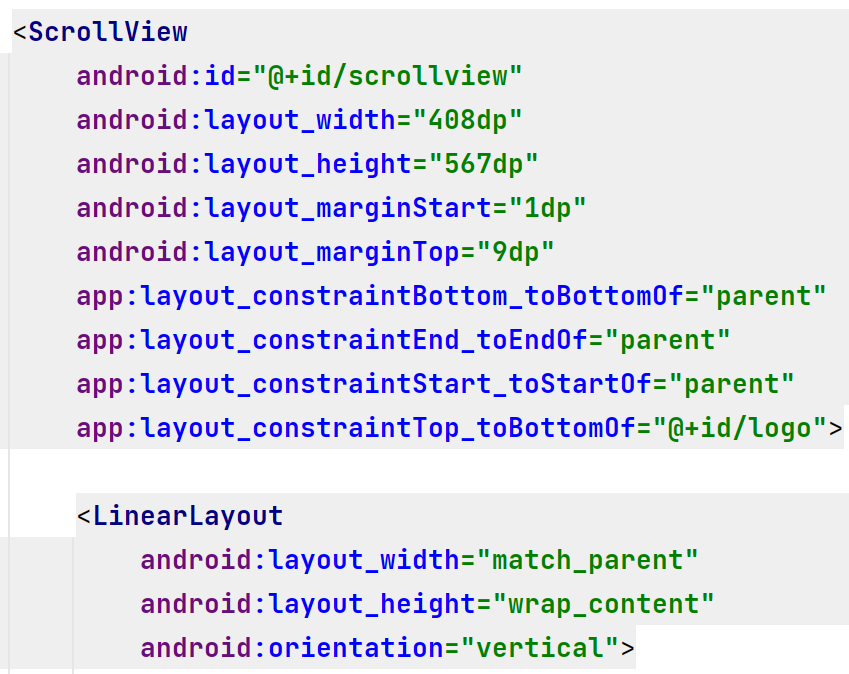 <ScrollView
android:id="@+id/scrollview"
android:layout_width="408dp"
android:layout_height="567dp"
android:layout_marginStart="1dp"
android:layout_marginTop="9dp"
app:layout_constraintBottom_toBottomOf="parent"
app:layout_constraintEnd_toEndOf="parent"
app:layout_constraintStart_toStartOf="parent"
app:layout_constraintTop_toBottomOf="@+id/logo">
<LinearLayout
android:layout_width="match_parent"
android:layout_height="wrap_content"
android:orientation="vertical">